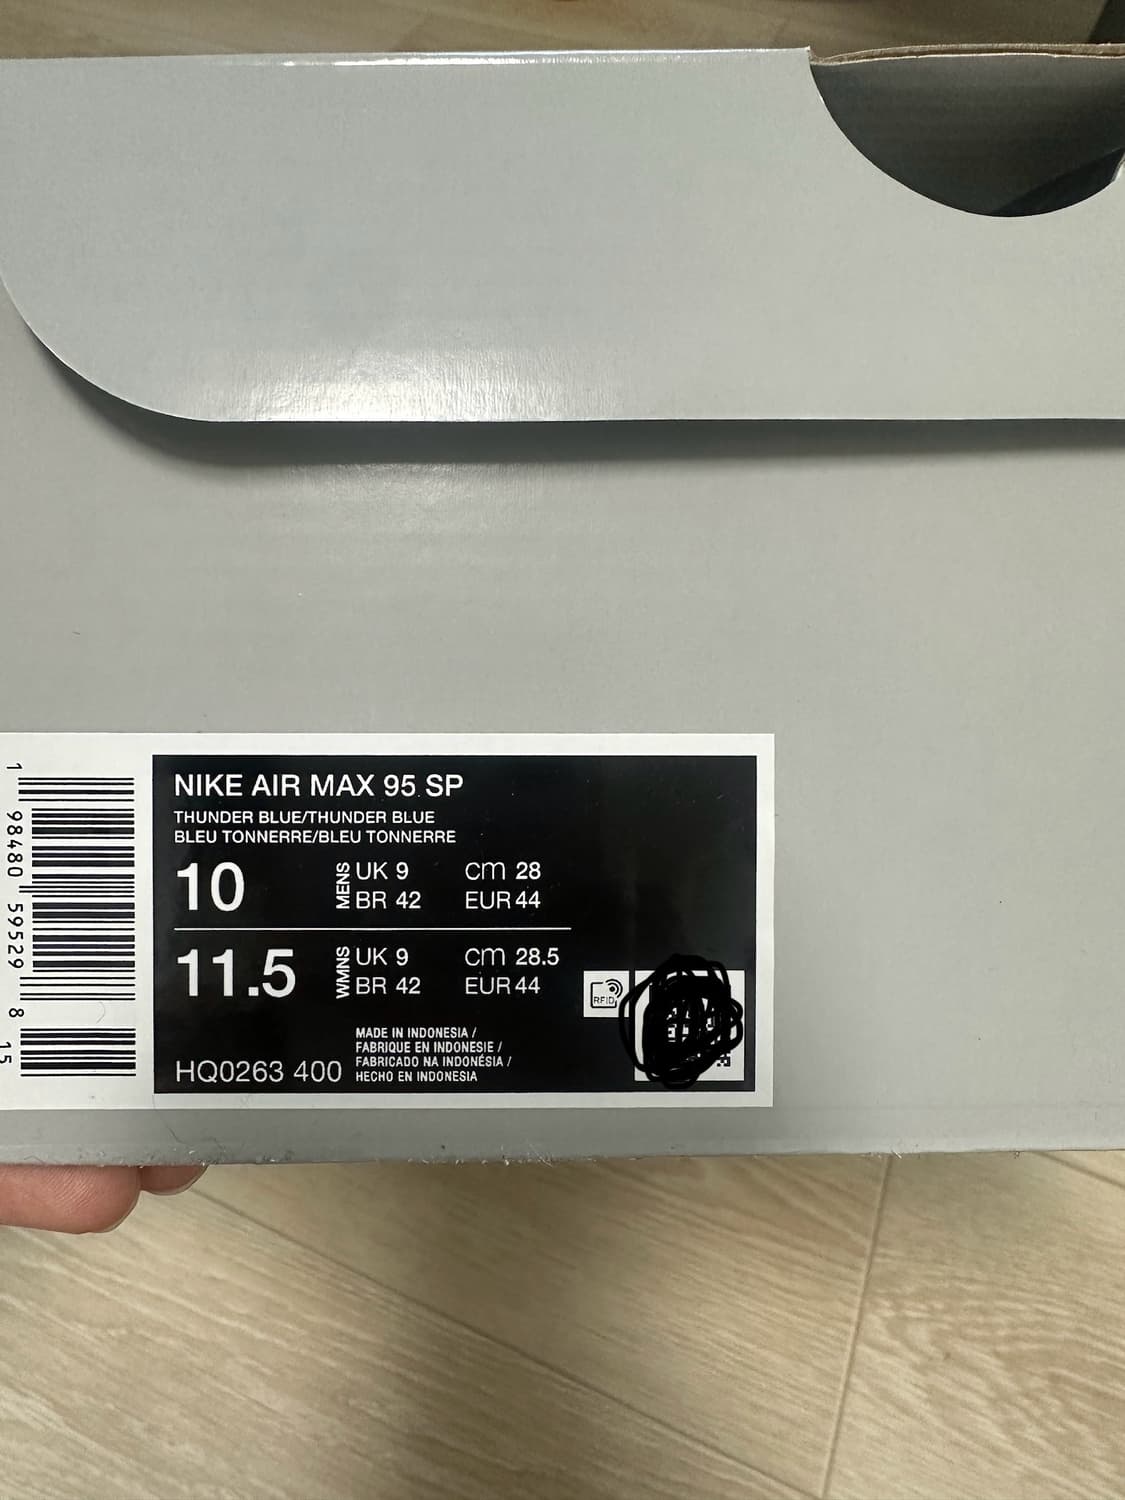 NIKE AIR MAX 95 SP
THUNDER BLUE/THUNDER BLUE
BLEU TONNERRE/BLEU TONNERRE
10 MENS UK 9 cm 28
BR 42 EUR 44
11.5 WMNS UK 9 cm 28.5
BR 42 EUR 44
MADE IN INDONESIA /
FABRIQUE EN INDONESIE /
FABRICADO NA INDONÉSIA /
HECHO EN INDONESIA
HQ0263 400
RFID
1 98480 59529 8 15